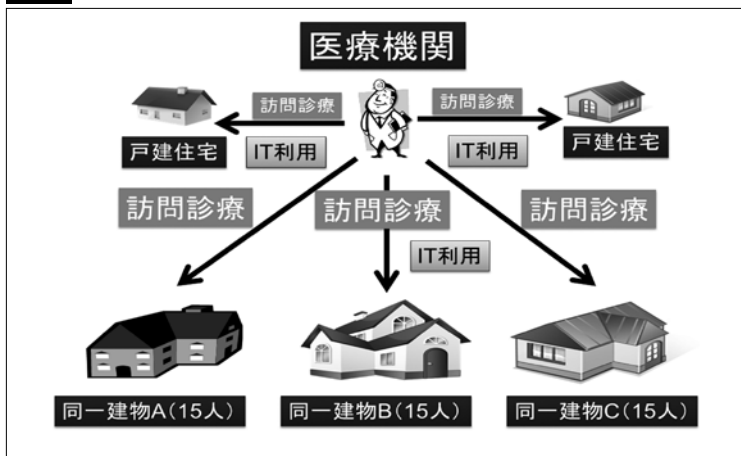 医療機関
訪問診療
訪問診療
戸建住宅
IT利用
IT利用
戸建住宅
訪問診療
訪問診療
訪問診療
IT利用
同一建物A(15人)
同一建物B(15人)
同一建物C(15人)